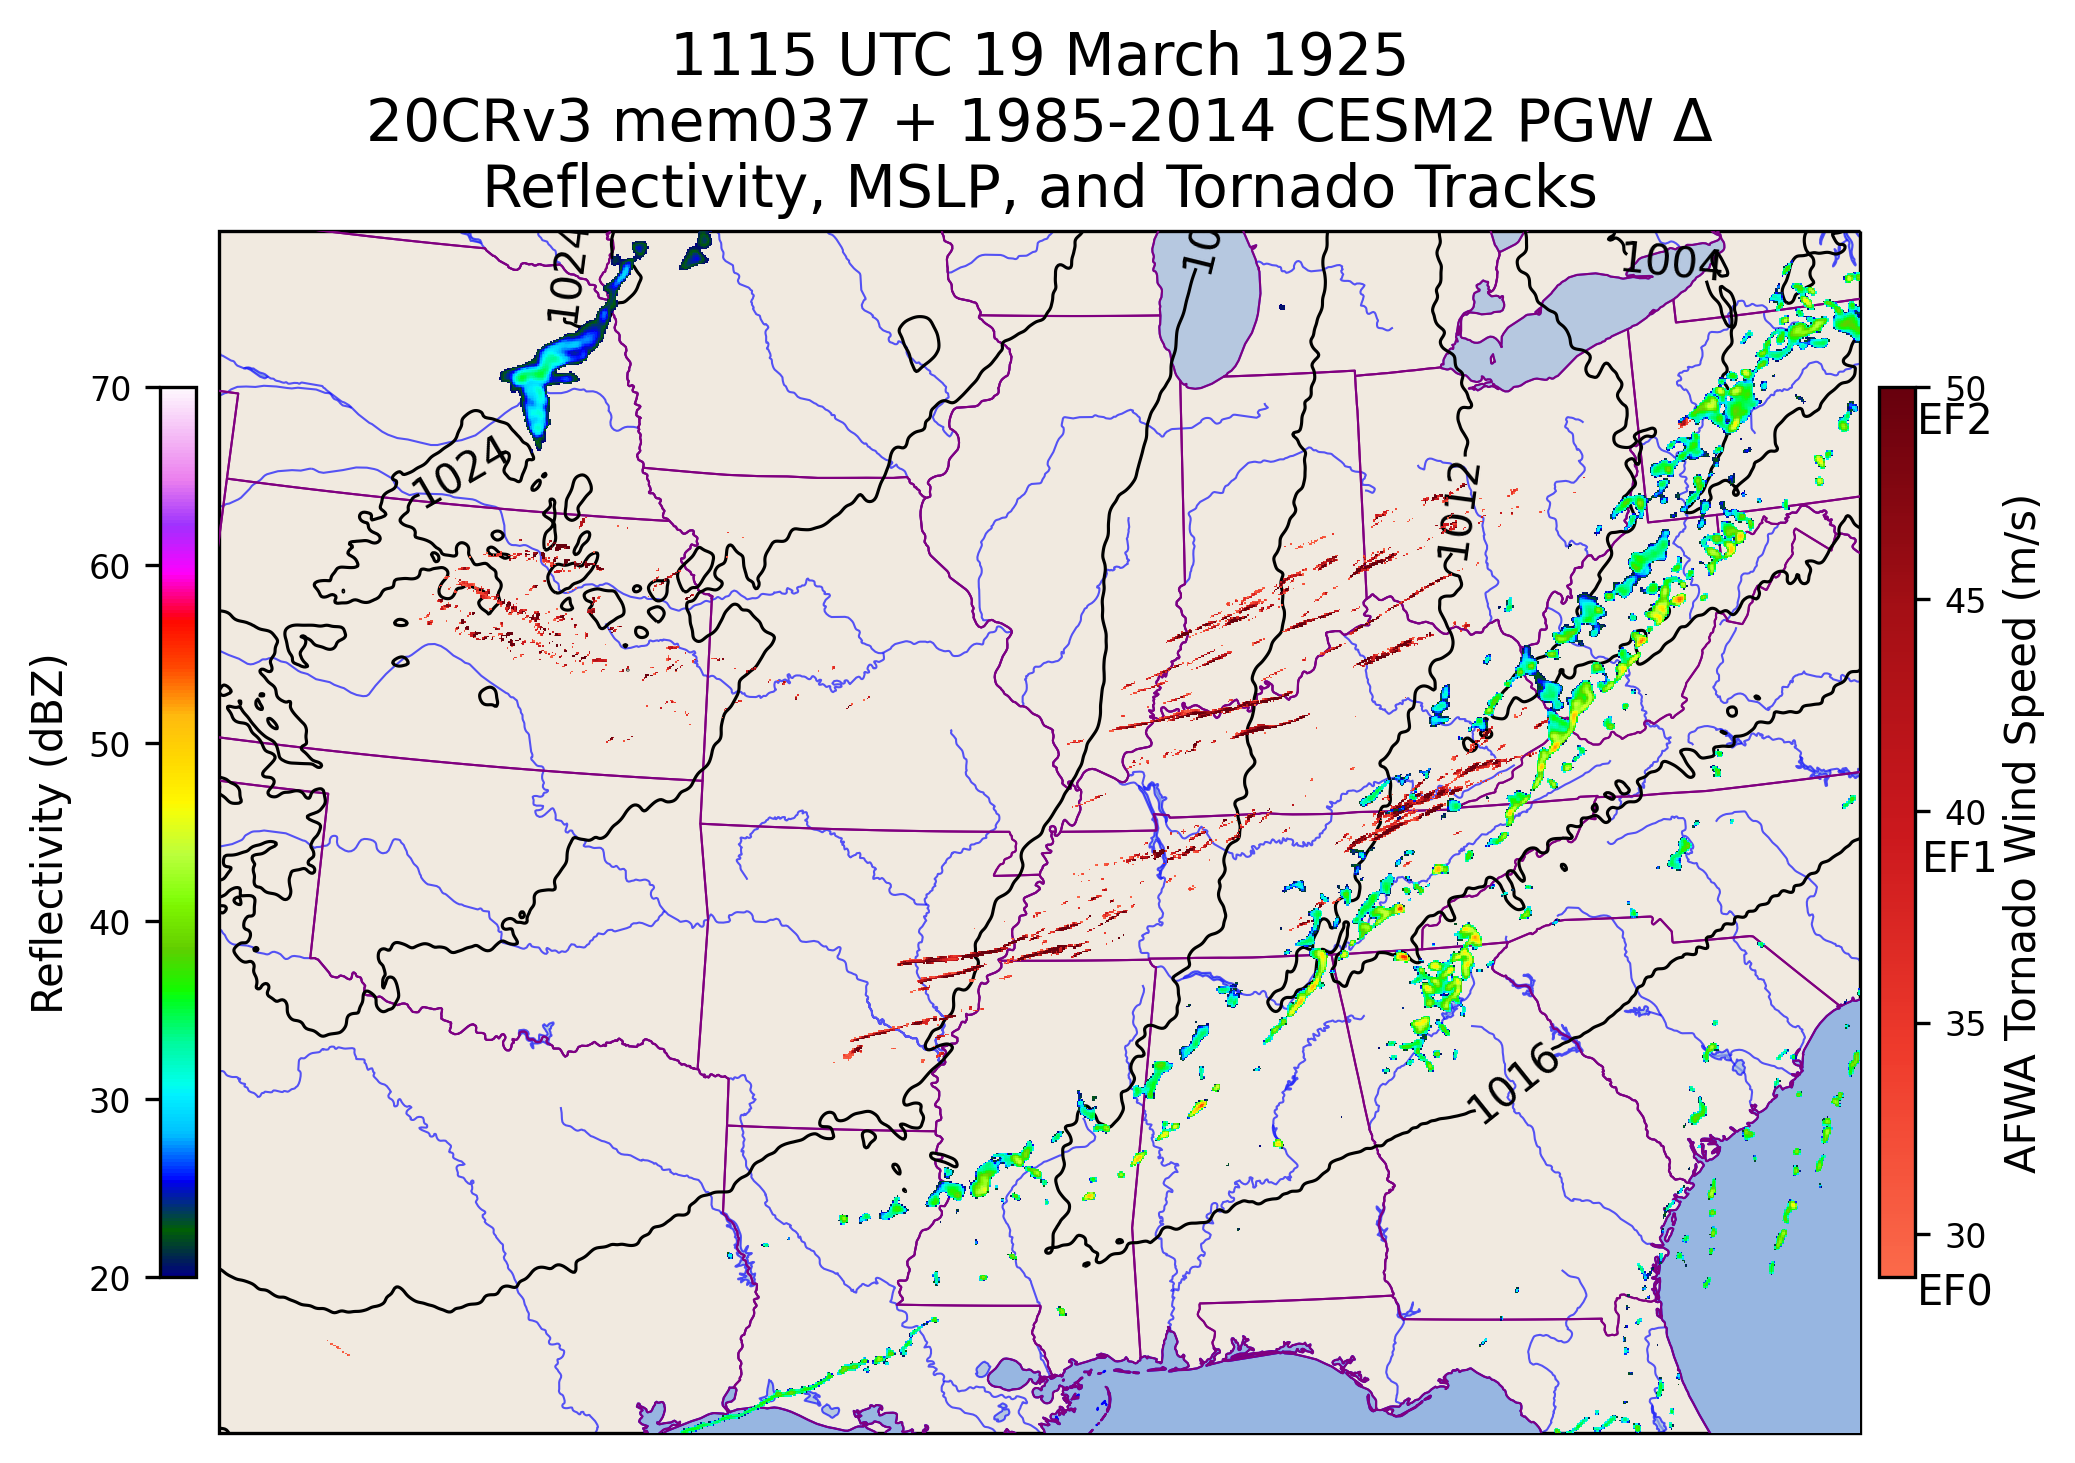 1115 UTC 19 March 1925
20CRv3 mem037 + 1985-2014 CESM2 PGW Δ
Reflectivity, MSLP, and Tornado Tracks
1024
10
1004
1024
1012
1016
70
60
50
40
30
20
Reflectivity (dBZ)
50
EF2
45
40
EF1
35
30
EF0
AFWA Tornado Wind Speed (m/s)